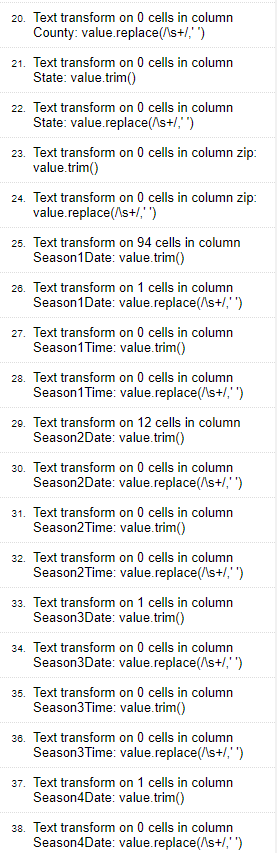 20. Text transform on 0 cells in column
County: value.replace(/\s+/,' ')
21. Text transform on 0 cells in column
State: value.trim()
22. Text transform on 0 cells in column
State: value.replace(/\s+/,' ')
23. Text transform on 0 cells in column zip:
value.trim()
24. Text transform on 0 cells in column zip:
value.replace(/\s+/,' ')
25. Text transform on 94 cells in column
Season1Date: value.trim()
26. Text transform on 1 cells in column
Season1Date: value.replace(/\s+/,' ')
27. Text transform on 0 cells in column
Season1Time: value.trim()
28. Text transform on 0 cells in column
Season1Time: value.replace(/\s+/,' ')
29. Text transform on 12 cells in column
Season2Date: value.trim()
30. Text transform on 0 cells in column
Season2Date: value.replace(/\s+/,' ')
31. Text transform on 0 cells in column
Season2Time: value.trim()
32. Text transform on 0 cells in column
Season2Time: value.replace(/\s+/,' ')
33. Text transform on 1 cells in column
Season3Date: value.trim()
34. Text transform on 0 cells in column
Season3Date: value.replace(/\s+/,' ')
35. Text transform on 0 cells in column
Season3Time: value.trim()
36. Text transform on 0 cells in column
Season3Time: value.replace(/\s+/,' ')
37. Text transform on 1 cells in column
Season4Date: value.trim()
38. Text transform on 0 cells in column
Season4Date: value.replace(/\s+/,' ')